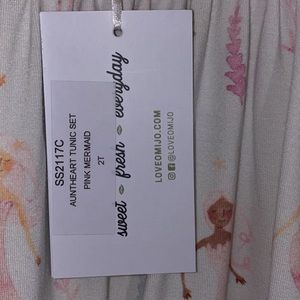 SS2117C
AUNTHEART TUNIC SET
PINK MERMAID
2T
sweet fresh everyday
LOVEOMIJO.COM
@LOVEOMIJO